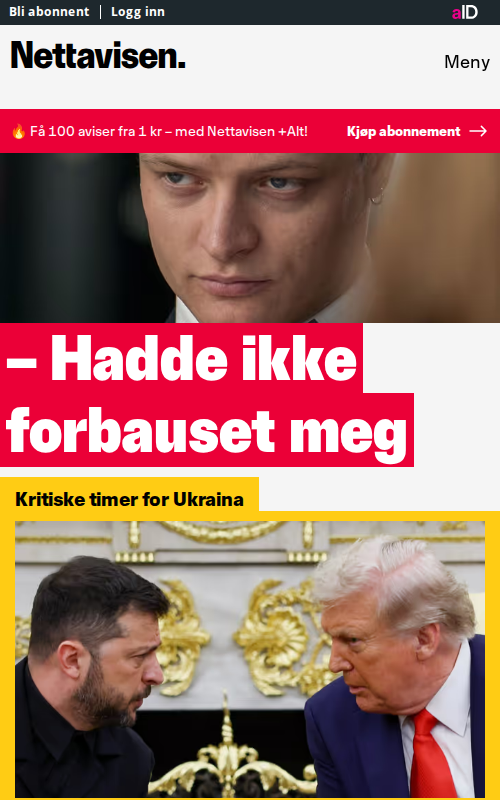 Bli abonnent | Logg inn
aID
Nettavisen.
Meny
🔥 Få 100 aviser fra 1 kr – med Nettavisen +Alt!
Kjøp abonnement →
– Hadde ikke
forbauset meg
Kritiske timer for Ukraina